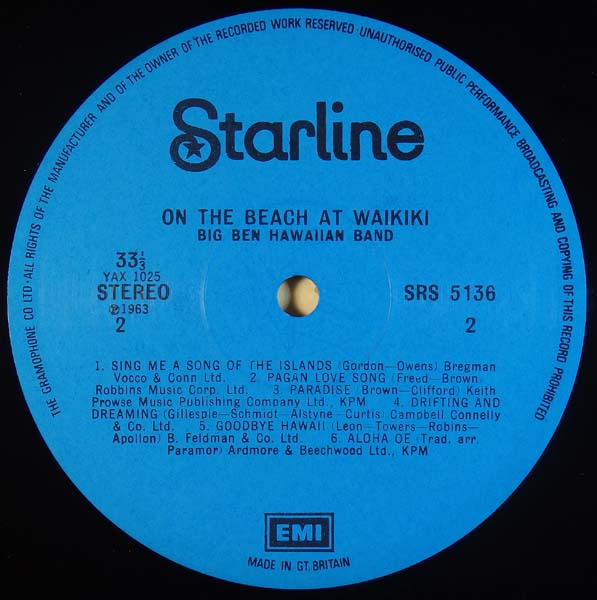 THE GRAMOPHONE CO LTD·ALL RIGHTS OF THE MANUFACTURER AND OF THE OWNER OF THE RECORDED WORK RESERVED·UNAUTHORISED PUBLIC PERFORMANCE BROADCASTING AND COPYING OF THIS RECORD PROHIBITED
Starline
ON THE BEACH AT WAIKIKI
BIG BEN HAWAIIAN BAND
33⅓
YAX 1025
STEREO
℗1963
2
SRS 5136
2
1. SING ME A SONG OF THE ISLANDS (Gordon—Owens) Bregman
Vocco & Conn Ltd. 2. PAGAN LOVE SONG (Freed—Brown)
Robbins Music Corp. Ltd. 3. PARADISE (Brown—Clifford) Keith
Prowse Music Publishing Company Ltd., KPM 4. DRIFTING AND
DREAMING (Gillespie—Schmidt—Alstyne—Curtis) Campbell Connelly
& Co. Ltd. 5. GOODBYE HAWAII (Leon—Towers—Robins—
Apollon) B. Feldman & Co. Ltd. 6. ALOHA OE (Trad. arr.
Paramor) Ardmore & Beechwood Ltd., KPM
EMI
MADE IN GT. BRITAIN